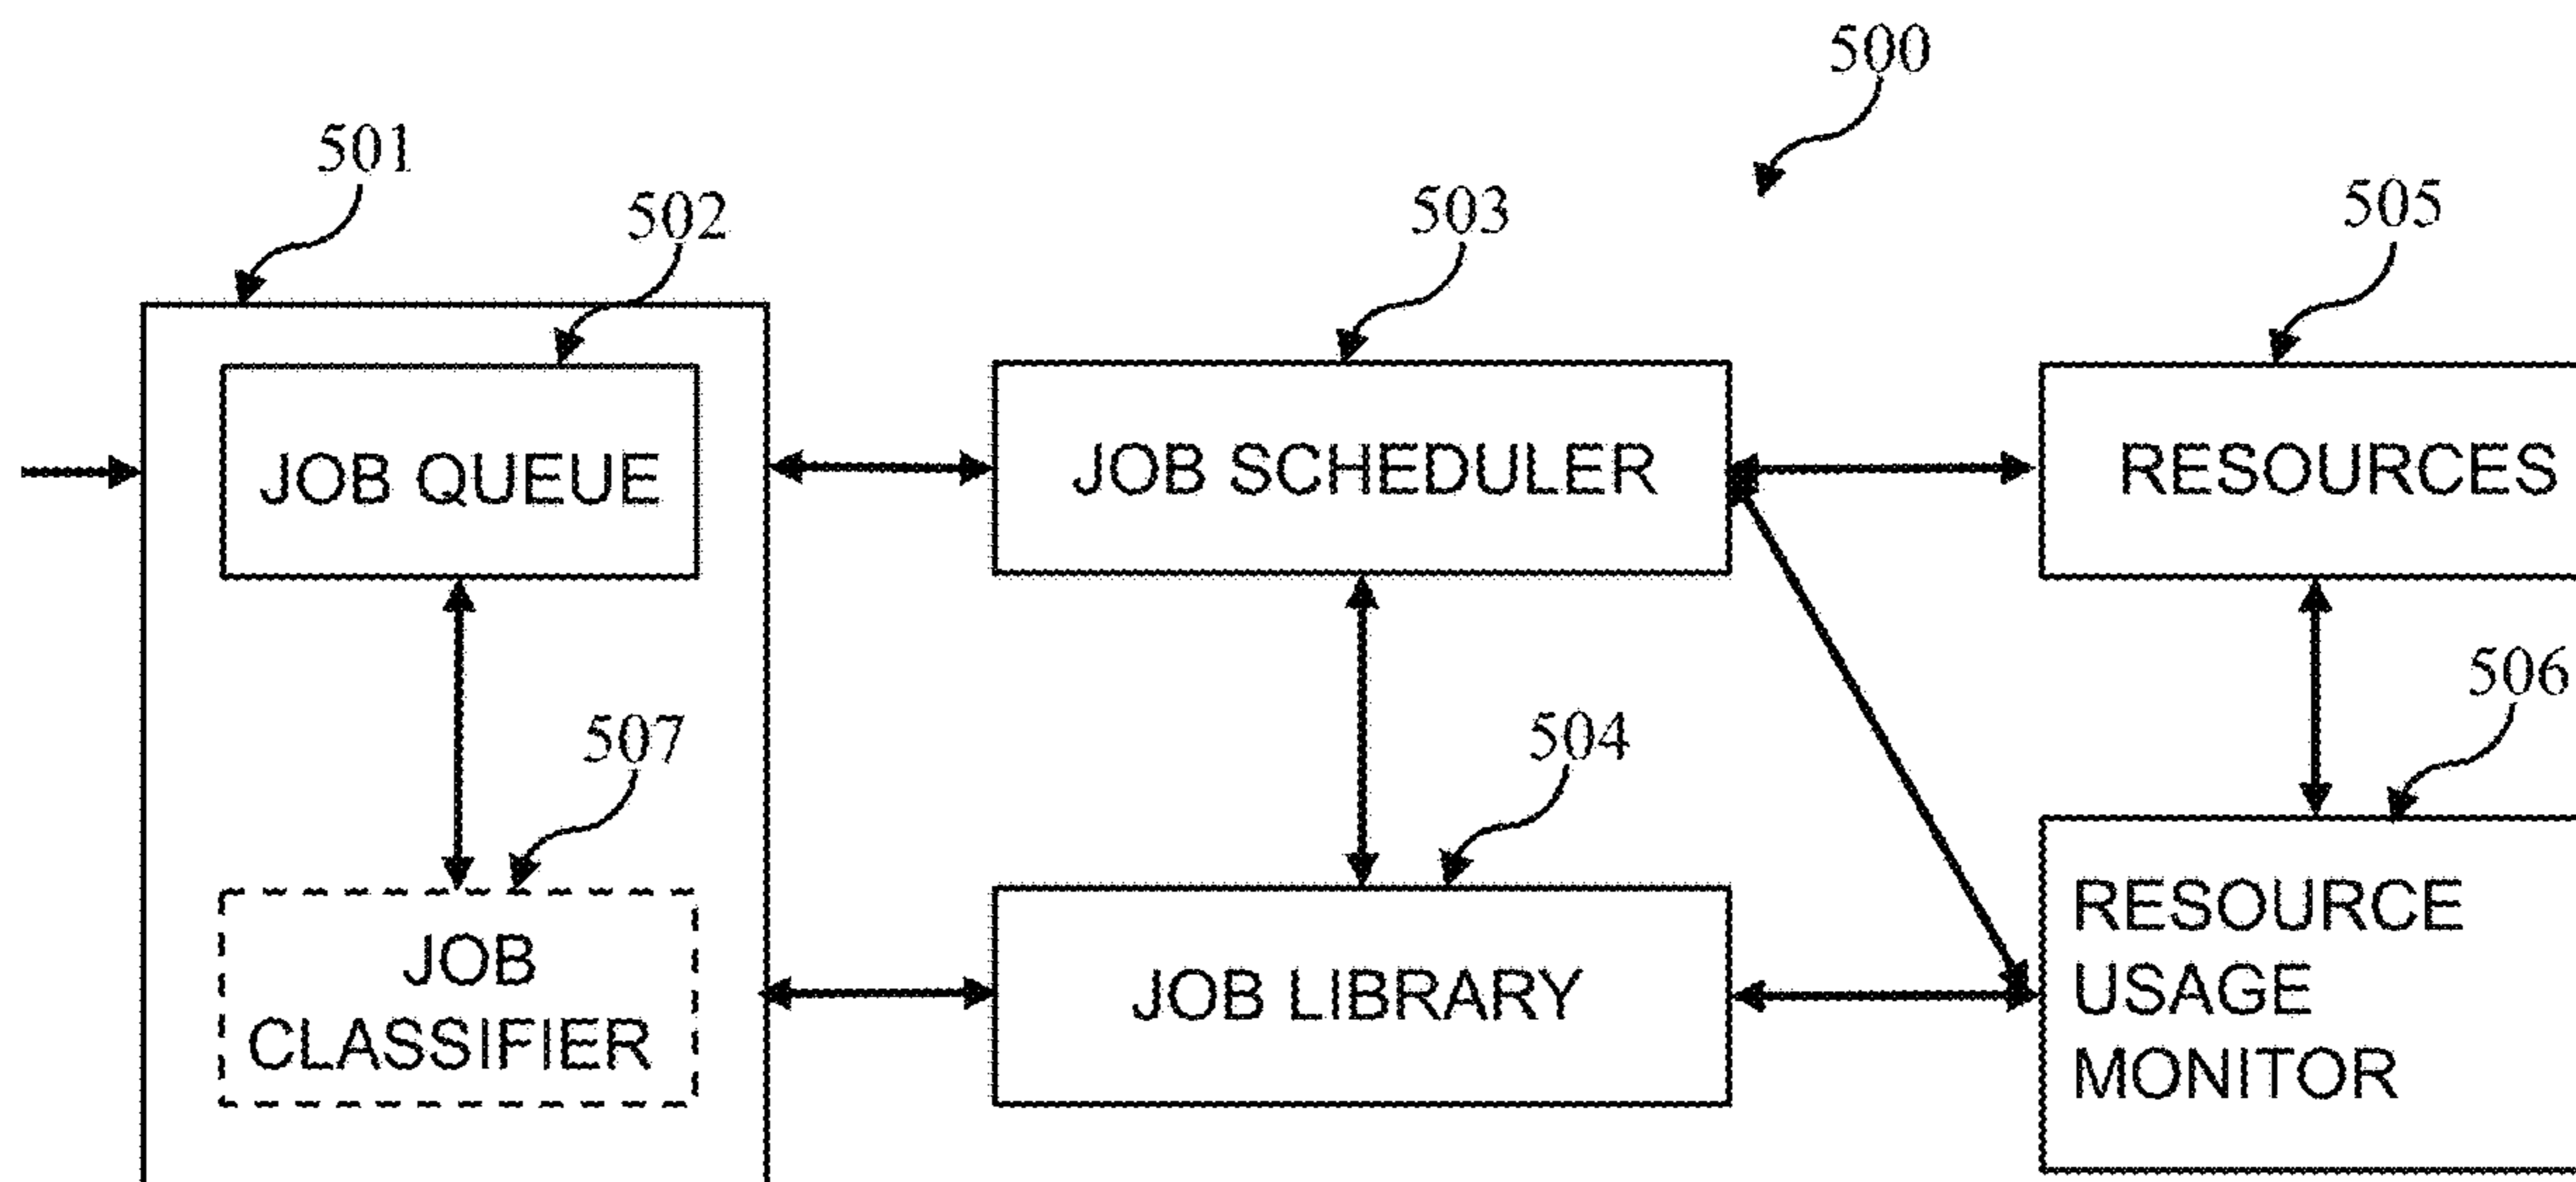 500
501
502
503
505
JOB QUEUE
JOB SCHEDULER
RESOURCES
506
507
504
JOB
CLASSIFIER
JOB LIBRARY
RESOURCE
USAGE
MONITOR